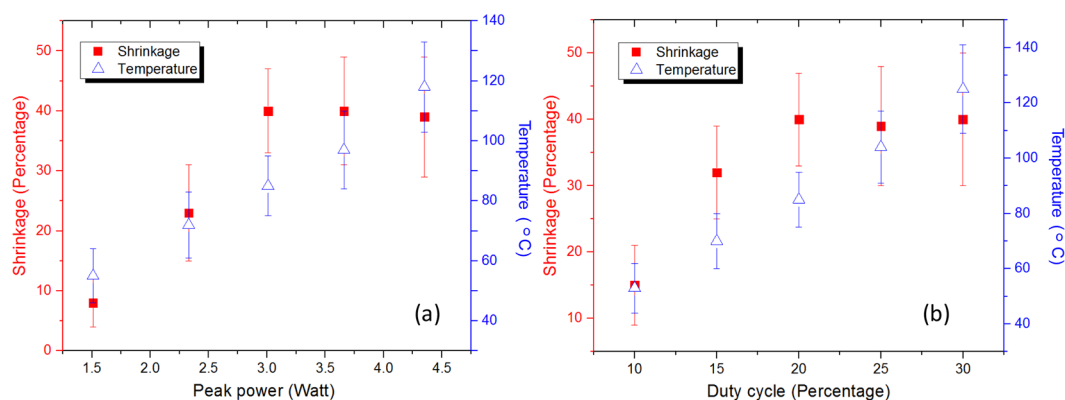 Shrinkage
Temperature
Shrinkage (Percentage)
50
40
30
20
10
0
140
120
100
80
60
40
Temperature (°C)
1.5 2.0 2.5 3.0 3.5 4.0 4.5
Peak power (Watt)
(a)
Shrinkage
Temperature
Shrinkage (Percentage)
50
40
30
20
10
140
120
100
80
60
40
Temperature (°C)
10 15 20 25 30
Duty cycle (Percentage)
(b)